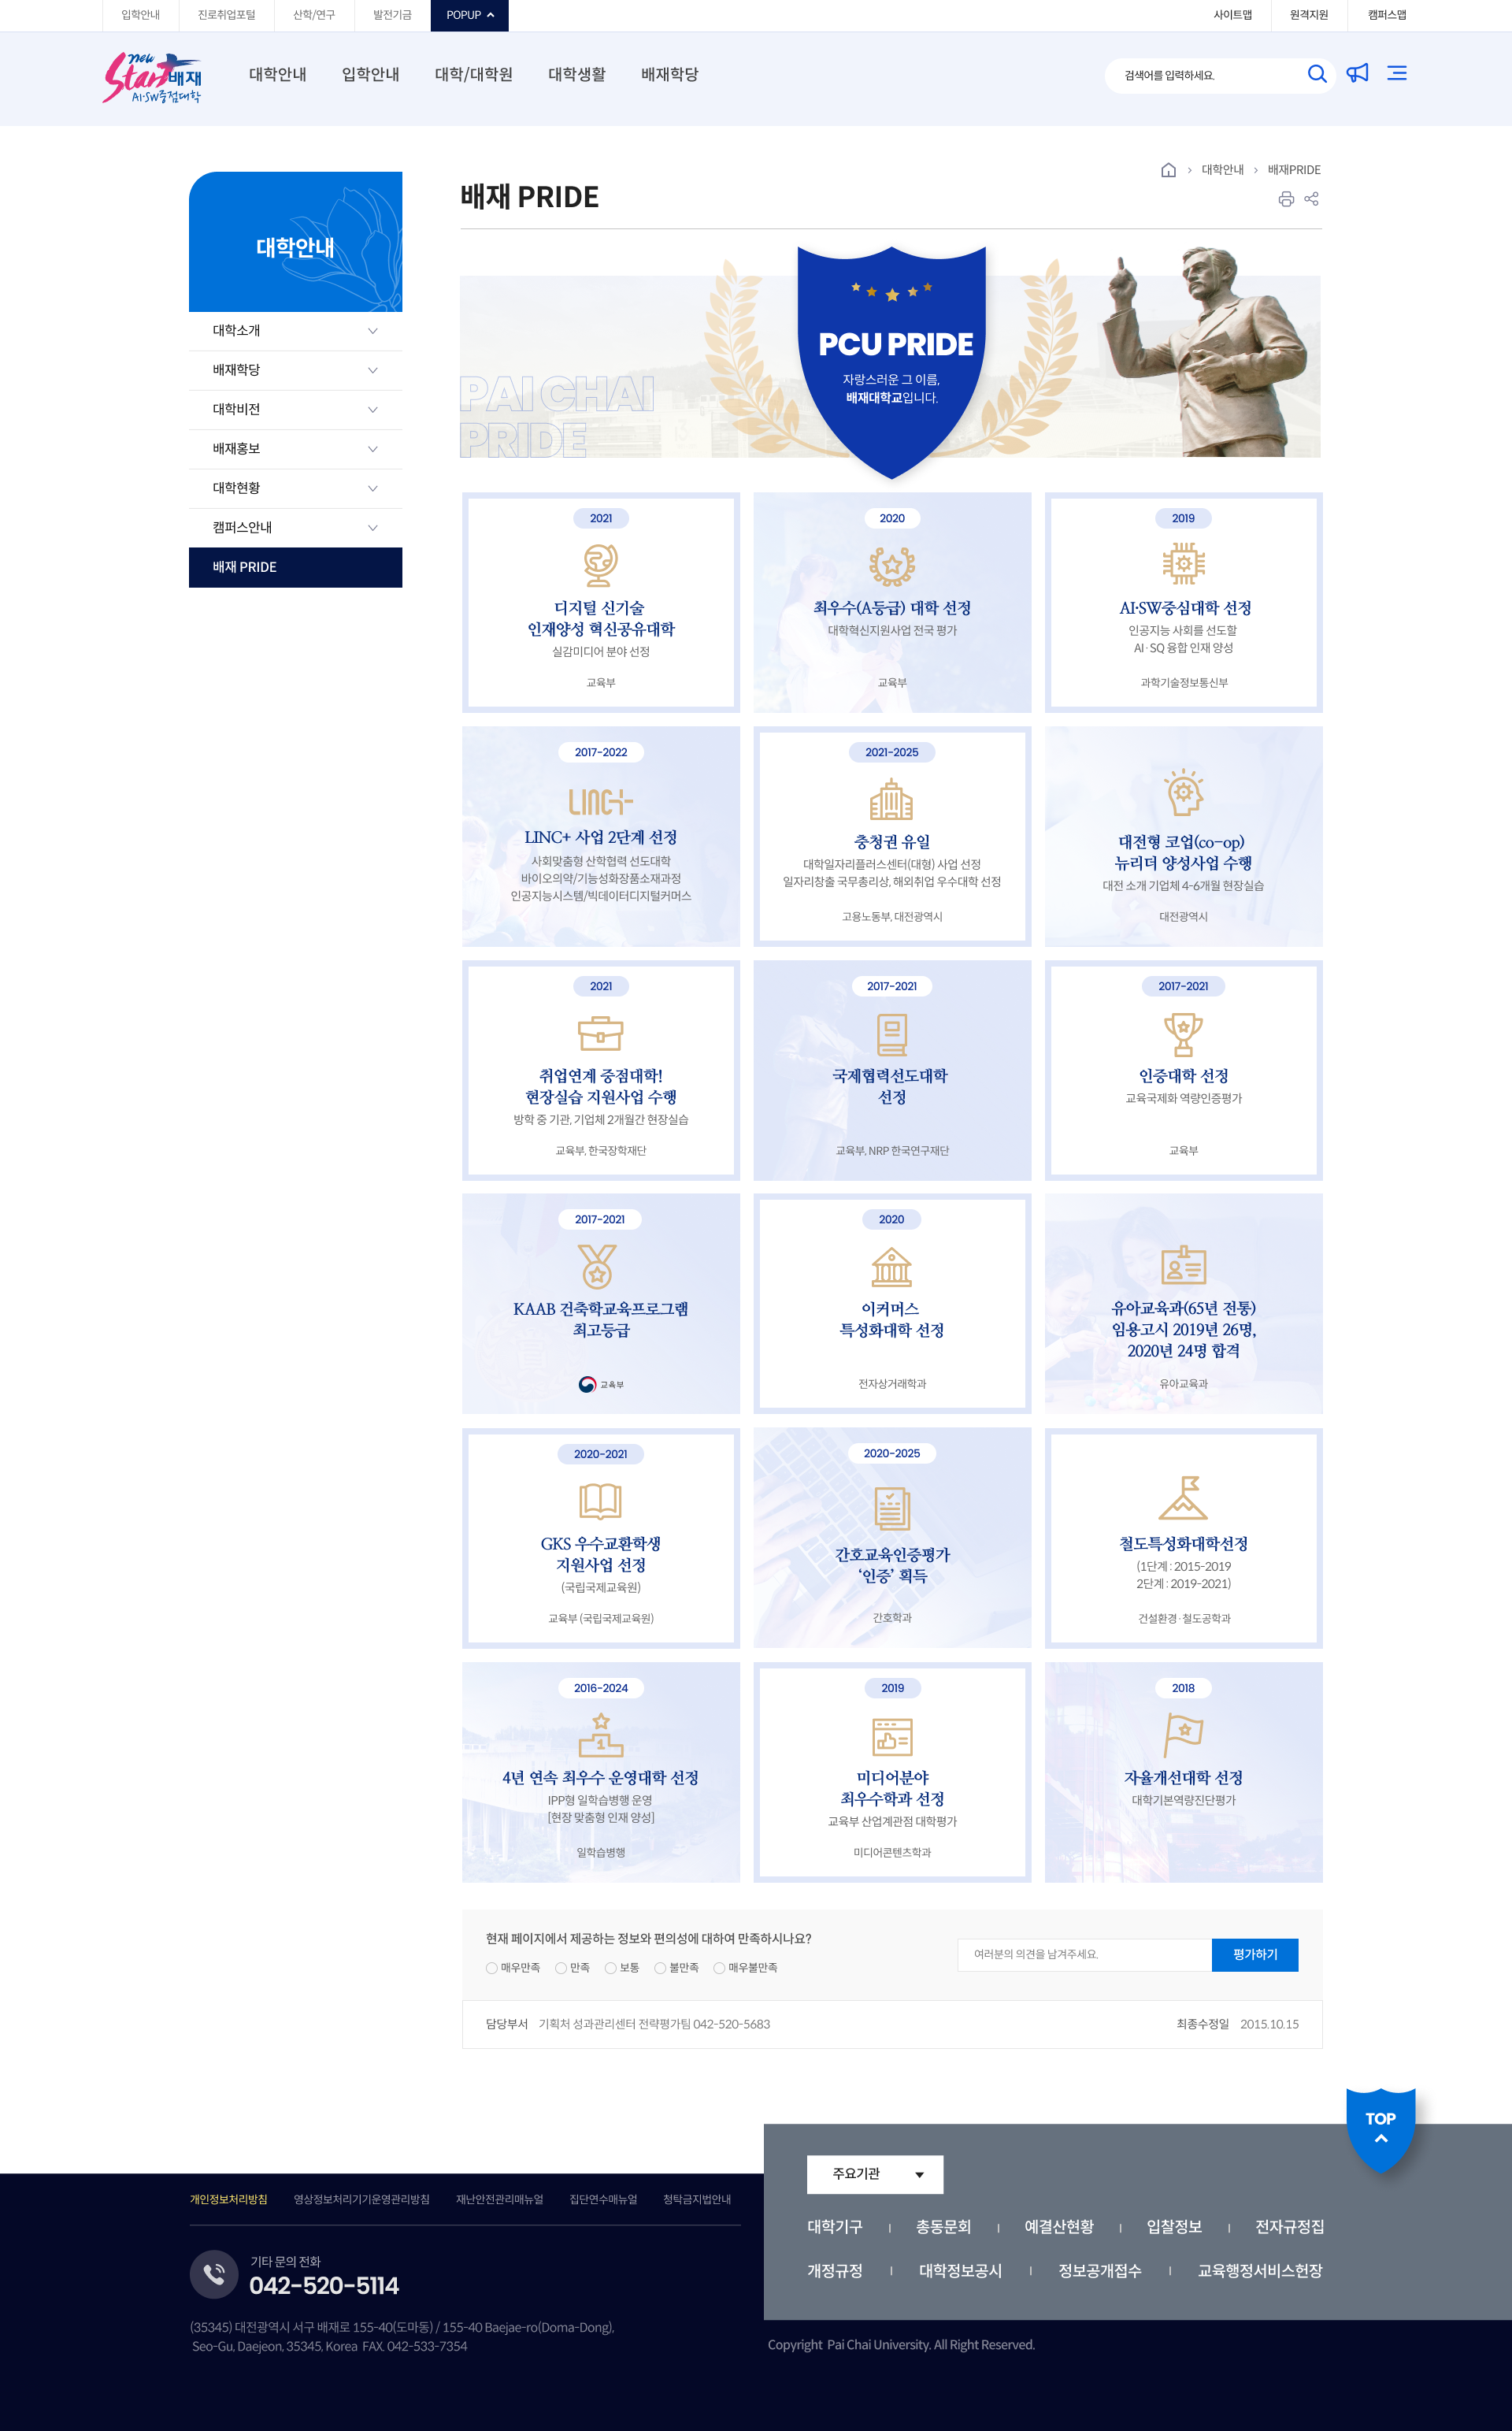 입학안내
진로취업포털
산학/연구
발전기금
POPUP
사이트맵
원격지원
캠퍼스맵
new Start 배재
AI·SW중점대학
대학안내
입학안내
대학/대학원
대학생활
배재학당
검색어를 입력하세요.
대학안내
배재PRIDE
배재 PRIDE
대학안내
대학소개
배재학당
대학비전
배재홍보
대학현황
캠퍼스안내
배재 PRIDE
PAI CHAI
PRIDE
PCU PRIDE
자랑스러운 그 이름,
배재대학교입니다.
2021
디지털 신기술
인재양성 혁신공유대학
실감미디어 분야 선정
교육부
2020
최우수(A등급) 대학 선정
대학혁신지원사업 전국 평가
교육부
2019
AI·SW중심대학 선정
인공지능 사회를 선도할
AI · SQ 융합 인재 양성
과학기술정보통신부
2017-2022
LINC+
LINC+ 사업 2단계 선정
사회맞춤형 산학협력 선도대학
바이오의약/기능성화장품소재과정
인공지능시스템/빅데이터디지털커머스
2021-2025
충청권 유일
대학일자리플러스센터(대형) 사업 선정
일자리창출 국무총리상, 해외취업 우수대학 선정
고용노동부, 대전광역시
대전형 코업(co-op)
뉴리더 양성사업 수행
대전 소개 기업체 4-6개월 현장실습
대전광역시
2021
취업연계 중점대학!
현장실습 지원사업 수행
방학 중 기관, 기업체 2개월간 현장실습
교육부, 한국장학재단
2017-2021
국제협력선도대학
선정
교육부, NRP 한국연구재단
2017-2021
인증대학 선정
교육국제화 역량인증평가
교육부
2017-2021
KAAB 건축학교육프로그램
최고등급
교육부
2020
이커머스
특성화대학 선정
전자상거래학과
유아교육과(65년 전통)
임용고시 2019년 26명,
2020년 24명 합격
유아교육과
2020-2021
GKS 우수교환학생
지원사업 선정
(국립국제교육원)
교육부 (국립국제교육원)
2020-2025
간호교육인증평가
‘인증’ 획득
간호학과
철도특성화대학선정
(1단계 : 2015-2019
2단계 : 2019-2021)
건설환경 · 철도공학과
2016-2024
1
4년 연속 최우수 운영대학 선정
IPP형 일학습병행 운영
[현장 맞춤형 인재 양성]
일학습병행
2019
미디어분야
최우수학과 선정
교육부 산업계관점 대학평가
미디어콘텐츠학과
2018
자율개선대학 선정
대학기본역량진단평가
현재 페이지에서 제공하는 정보와 편의성에 대하여 만족하시나요?
매우만족
만족
보통
불만족
매우불만족
여러분의 의견을 남겨주세요.
평가하기
담당부서 기획처 성과관리센터 전략평가팀 042-520-5683
최종수정일 2015.10.15
TOP
주요기관
대학기구
총동문회
예결산현황
입찰정보
전자규정집
개정규정
대학정보공시
정보공개접수
교육행정서비스헌장
개인정보처리방침
영상정보처리기기운영관리방침
재난안전관리매뉴얼
집단연수매뉴얼
청탁금지법안내
기타 문의 전화
042-520-5114
(35345) 대전광역시 서구 배재로 155-40(도마동) / 155-40 Baejae-ro(Doma-Dong),
Seo-Gu, Daejeon, 35345, Korea FAX. 042-533-7354
Copyright Pai Chai University. All Right Reserved.